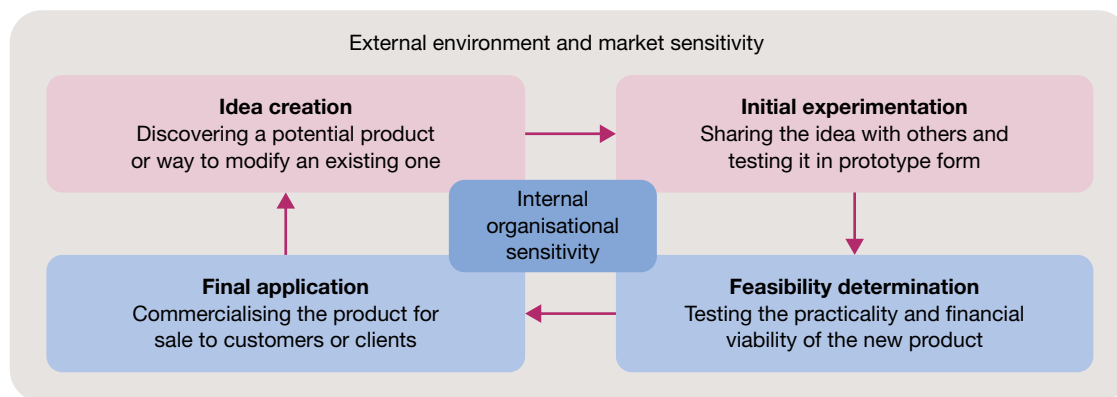 External environment and market sensitivity
Idea creation
Discovering a potential product
or way to modify an existing one
Initial experimentation
Sharing the idea with others and
testing it in prototype form
Internal
organisational
sensitivity
Final application
Commercialising the product for
sale to customers or clients
Feasibility determination
Testing the practicality and financial
viability of the new product